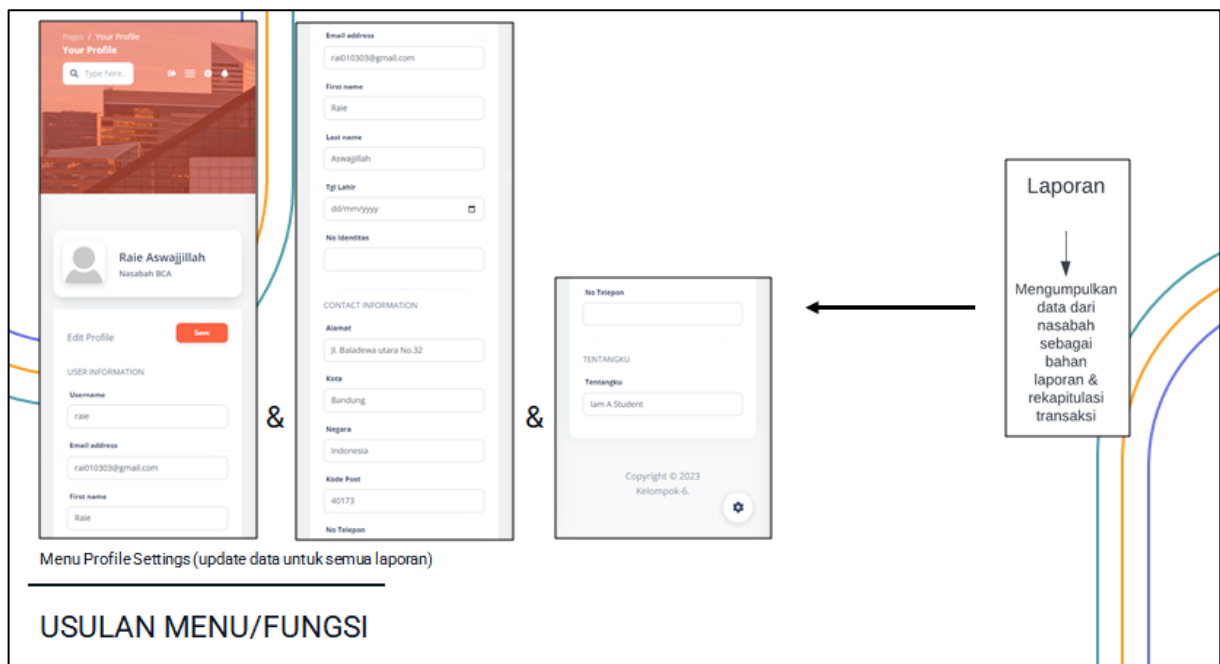 Pages / Your Profile
Your Profile
Type here..
Raie Aswajjillah
Nasabah BCA
Edit Profile
Save
USER INFORMATION
Username
raie
Email address
rai010303@gmail.com
First name
Raie
&
Email address
rai010303@gmail.com
First name
Raie
Last name
Aswajjillah
Tgl Lahir
dd/mm/yyyy
No Identitas
CONTACT INFORMATION
Alamat
Jl. Baladewa utara No.32
Kota
Bandung
Negara
Indonesia
Kode Post
40173
No Telepon
&
No Telepon
TENTANGKU
Tentangku
Iam A Student
Copyright © 2023
Kelompok-6.
Laporan
Mengumpulkan
data dari
nasabah
sebagai
bahan
laporan &
rekapitulasi
transaksi
Menu Profile Settings (update data untuk semua laporan)
USULAN MENU/FUNGSI